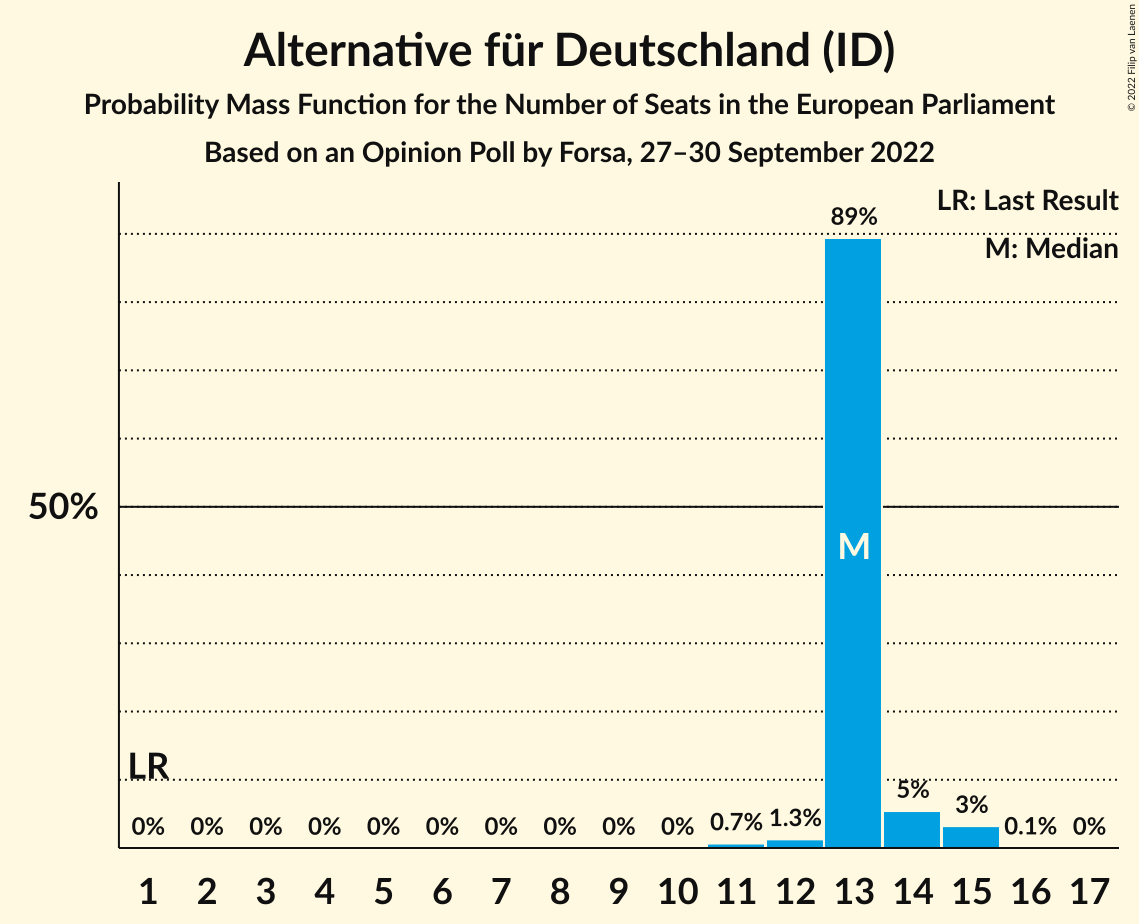 Alternative für Deutschland (ID)
Probability Mass Function for the Number of Seats in the European Parliament
Based on an Opinion Poll by Forsa, 27–30 September 2022
© 2022 Filip van Laenen
LR: Last Result
M: Median
89%
50%
M
LR
0% 0% 0% 0% 0% 0% 0% 0% 0% 0% 0.7% 1.3% 5% 3% 0.1% 0%
1 2 3 4 5 6 7 8 9 10 11 12 13 14 15 16 17